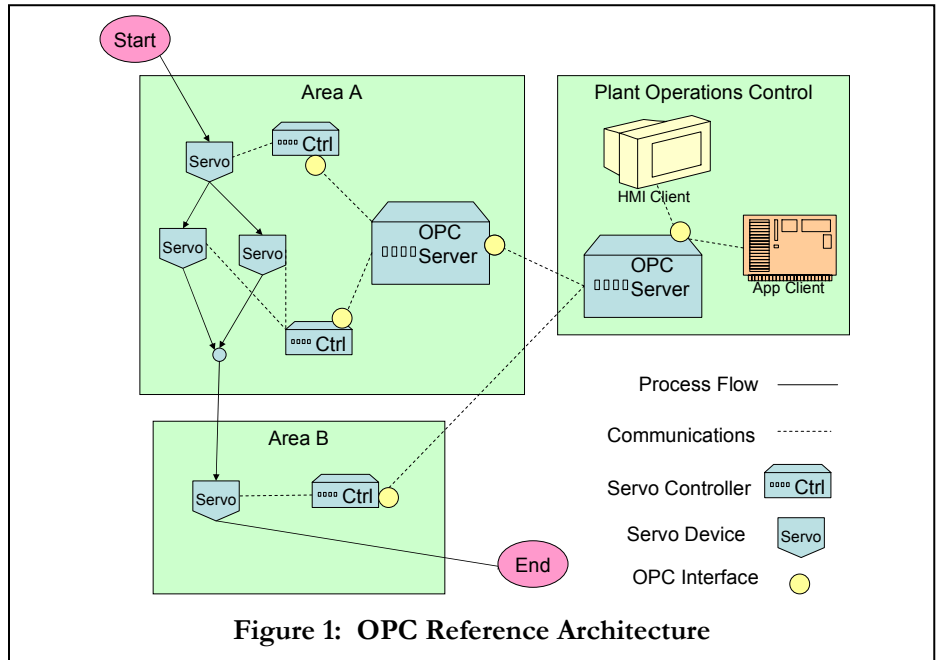 Start
Area A
Plant Operations Control
Ctrl
Servo
HMI Client
Servo
Servo
OPC
Server
OPC
Server
App Client
Ctrl
Process Flow
Area B
Communications
Servo
Ctrl
Servo Controller
Ctrl
Servo Device
Servo
End
OPC Interface
Figure 1: OPC Reference Architecture